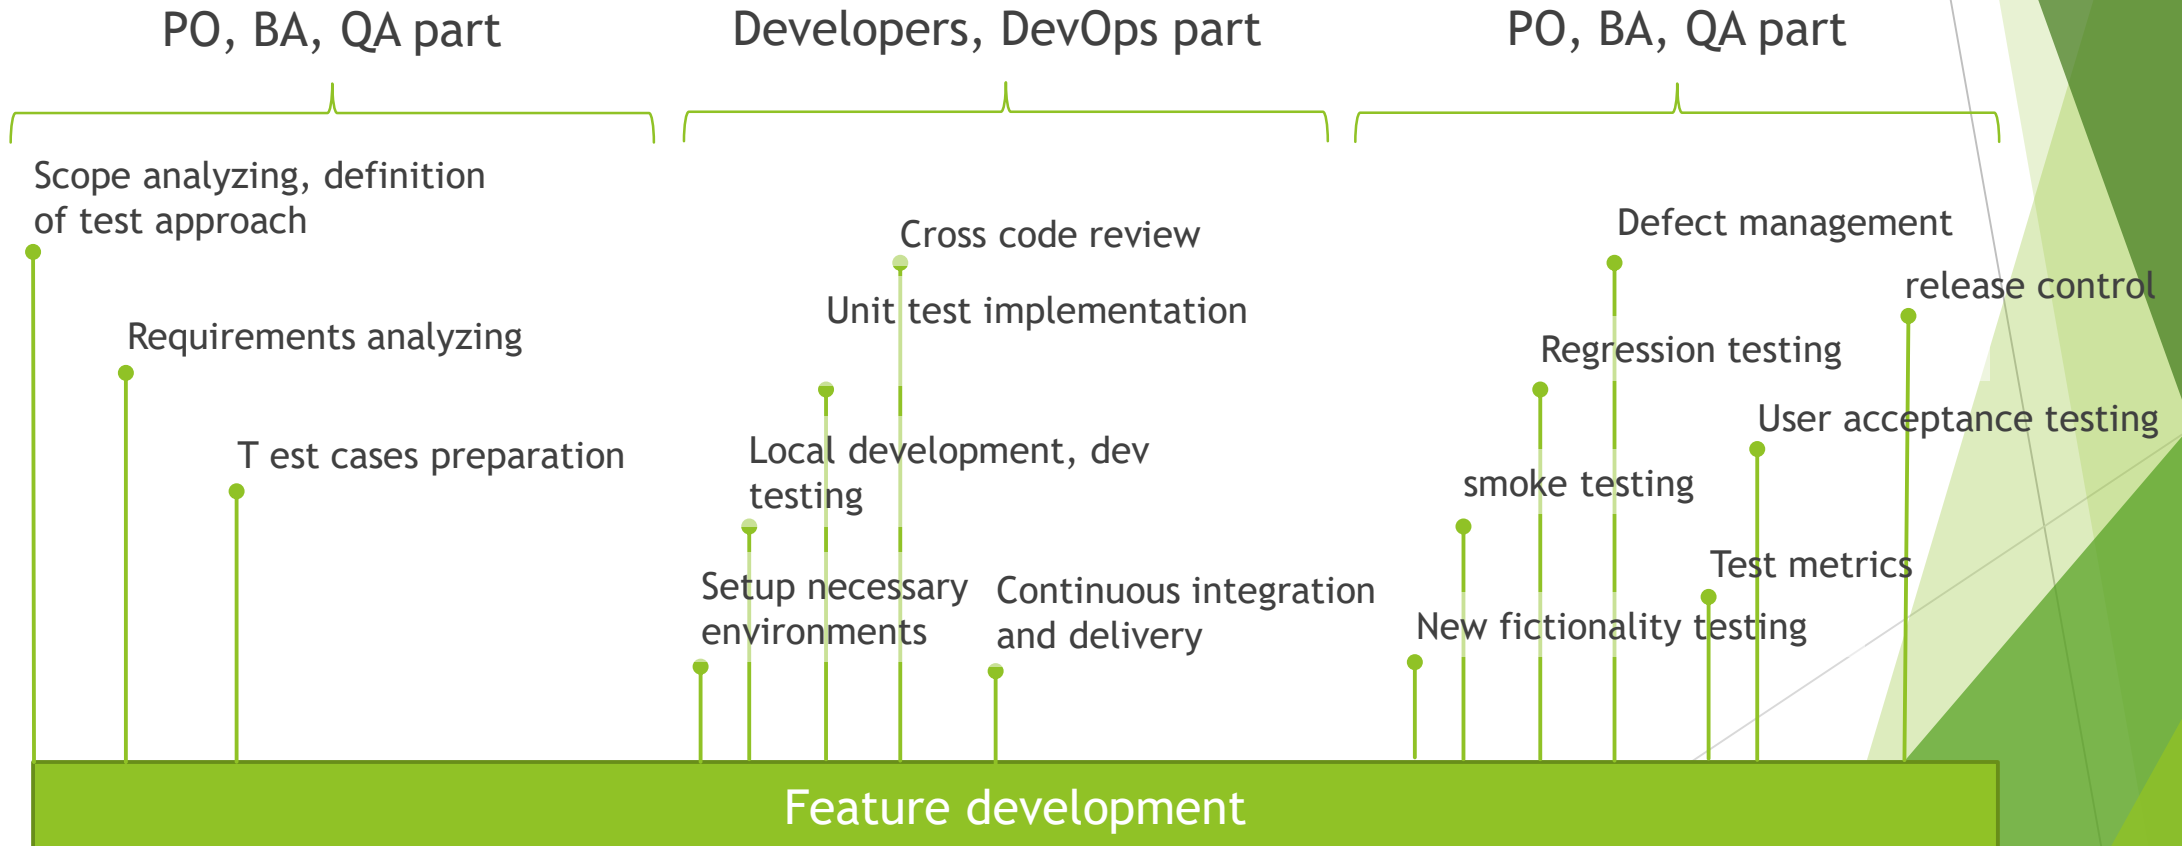 PO, BA, QA part
Developers, DevOps part
PO, BA, QA part
Scope analyzing, definition
of test approach
Requirements analyzing
T est cases preparation
Cross code review
Unit test implementation
Local development, dev
testing
Setup necessary
environments
Continuous integration
and delivery
Defect management
release control
Regression testing
User acceptance testing
smoke testing
Test metrics
New fictionality testing
Feature development